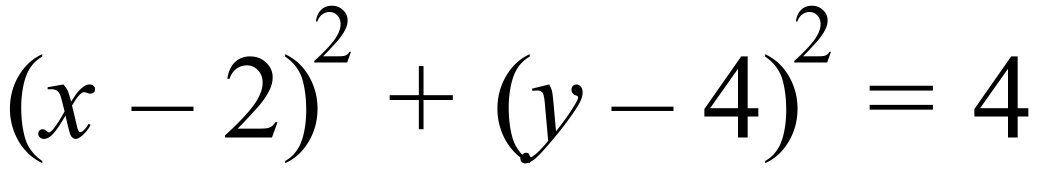 (x − 2)² + (y − 4)² = 4